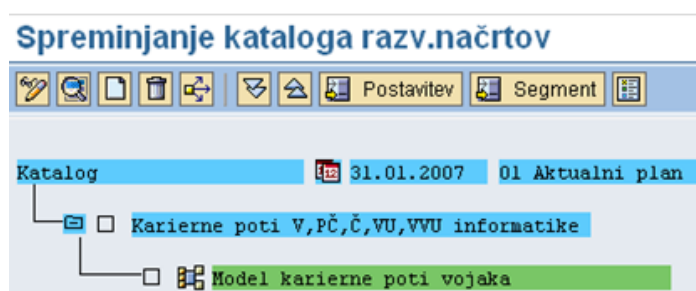 Spreminjanje kataloga razv.načrtov
Postavitev Segment
Katalog 12 31.01.2007 01 Aktualni plan
Karierne poti V,PČ,Č,VU,VVU informatike
Model karierne poti vojaka